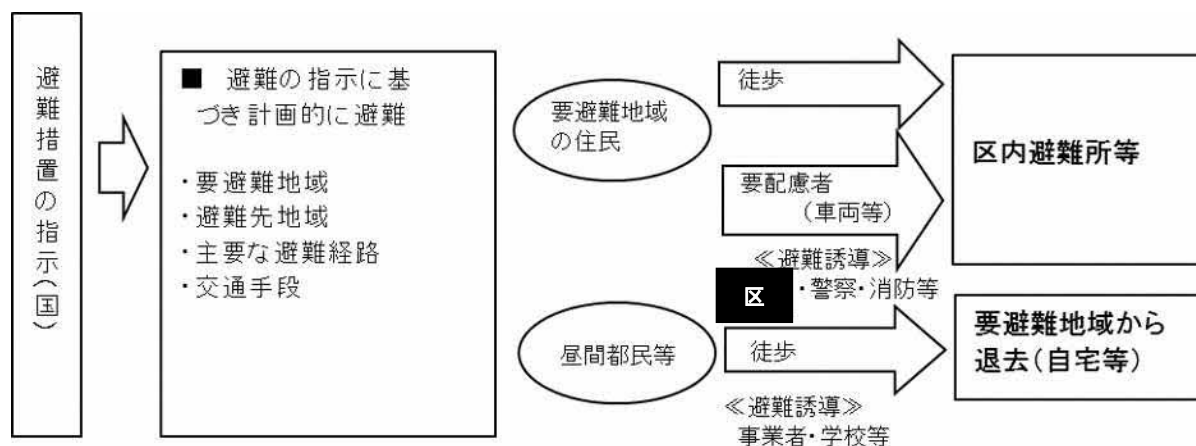 避難措置の指示（国）
■ 避難の指示に基
づき計画的に避難
・要避難地域
・避難先地域
・主要な避難経路
・交通手段
要避難地域
の住民
徒歩
要配慮者
（車両等）
≪避難誘導≫
区・警察・消防等
区内避難所等
昼間都民等
徒歩
≪避難誘導≫
事業者・学校等
要避難地域から
退去（自宅等）